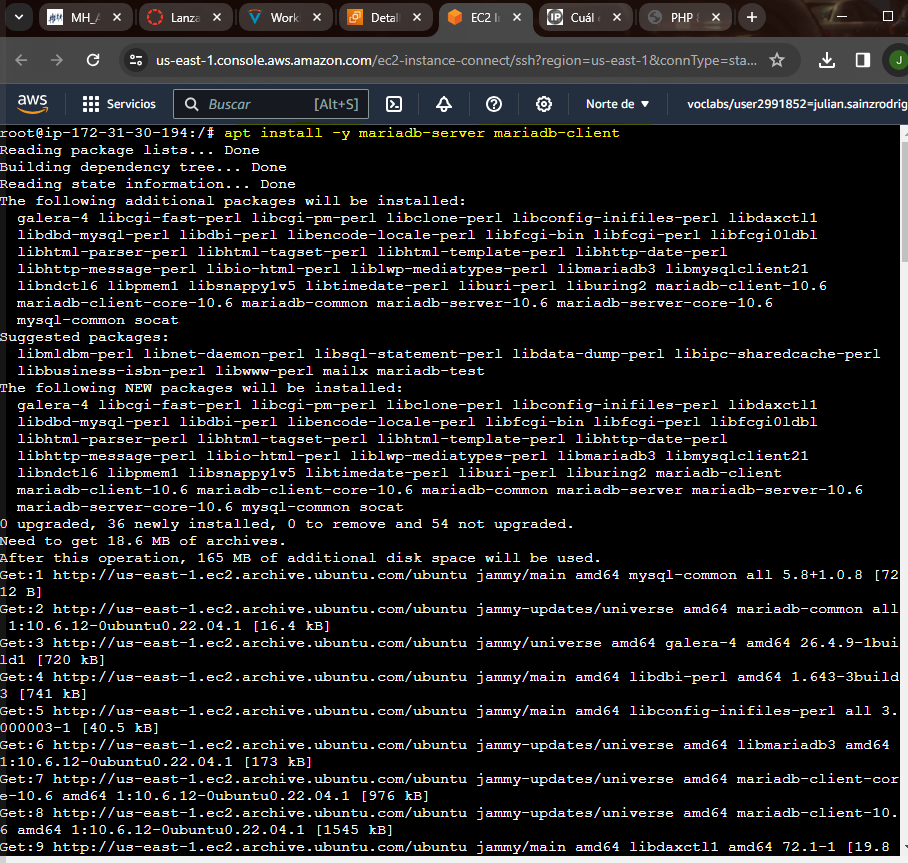 MH_
Lanza
Work
Detal
EC2 I
Cuál
PHP
us-east-1.console.aws.amazon.com/ec2-instance-connect/ssh?region=us-east-1&connType=sta...
J
aws
Servicios
Buscar
[Alt+S]
Norte de
voclabs/user2991852=julian.sainzrodrig
root@ip-172-31-30-194:/# apt install -y mariadb-server mariadb-client
Reading package lists... Done
Building dependency tree... Done
Reading state information... Done
The following additional packages will be installed:
galera-4 libcgi-fast-perl libcgi-pm-perl libclone-perl libconfig-inifiles-perl libdaxctl1
libdbd-mysql-perl libdbi-perl libencode-locale-perl libfcgi-bin libfcgi-perl libfcgi0ldbl
libhtml-parser-perl libhtml-tagset-perl libhtml-template-perl libhttp-date-perl
libhttp-message-perl libio-html-perl liblwp-mediatypes-perl libmariadb3 libmysqlclient21
libndctl6 libpmem1 libsnappy1v5 libtimedate-perl liburi-perl liburing2 mariadb-client-10.6
mariadb-client-core-10.6 mariadb-common mariadb-server-10.6 mariadb-server-core-10.6
mysql-common socat
Suggested packages:
libmldbm-perl libnet-daemon-perl libsql-statement-perl libdata-dump-perl libipc-sharedcache-perl
libbusiness-isbn-perl libwww-perl mailx mariadb-test
The following NEW packages will be installed:
galera-4 libcgi-fast-perl libcgi-pm-perl libclone-perl libconfig-inifiles-perl libdaxctl1
libdbd-mysql-perl libdbi-perl libencode-locale-perl libfcgi-bin libfcgi-perl libfcgi0ldbl
libhtml-parser-perl libhtml-tagset-perl libhtml-template-perl libhttp-date-perl
libhttp-message-perl libio-html-perl liblwp-mediatypes-perl libmariadb3 libmysqlclient21
libndctl6 libpmem1 libsnappy1v5 libtimedate-perl liburi-perl liburing2 mariadb-client
mariadb-client-10.6 mariadb-client-core-10.6 mariadb-common mariadb-server mariadb-server-10.6
mariadb-server-core-10.6 mysql-common socat
0 upgraded, 36 newly installed, 0 to remove and 54 not upgraded.
Need to get 18.6 MB of archives.
After this operation, 165 MB of additional disk space will be used.
Get:1 http://us-east-1.ec2.archive.ubuntu.com/ubuntu jammy/main amd64 mysql-common all 5.8+1.0.8 [72
12 B]
Get:2 http://us-east-1.ec2.archive.ubuntu.com/ubuntu jammy-updates/universe amd64 mariadb-common all
1:10.6.12-0ubuntu0.22.04.1 [16.4 kB]
Get:3 http://us-east-1.ec2.archive.ubuntu.com/ubuntu jammy/universe amd64 galera-4 amd64 26.4.9-1bui
ld1 [720 kB]
Get:4 http://us-east-1.ec2.archive.ubuntu.com/ubuntu jammy/main amd64 libdbi-perl amd64 1.643-3build
3 [741 kB]
Get:5 http://us-east-1.ec2.archive.ubuntu.com/ubuntu jammy/main amd64 libconfig-inifiles-perl all 3.
000003-1 [40.5 kB]
Get:6 http://us-east-1.ec2.archive.ubuntu.com/ubuntu jammy-updates/universe amd64 libmariadb3 amd64
1:10.6.12-0ubuntu0.22.04.1 [173 kB]
Get:7 http://us-east-1.ec2.archive.ubuntu.com/ubuntu jammy-updates/universe amd64 mariadb-client-cor
e-10.6 amd64 1:10.6.12-0ubuntu0.22.04.1 [976 kB]
Get:8 http://us-east-1.ec2.archive.ubuntu.com/ubuntu jammy-updates/universe amd64 mariadb-client-10.
6 amd64 1:10.6.12-0ubuntu0.22.04.1 [1545 kB]
Get:9 http://us-east-1.ec2.archive.ubuntu.com/ubuntu jammy/main amd64 libdaxctl1 amd64 72.1-1 [19.8